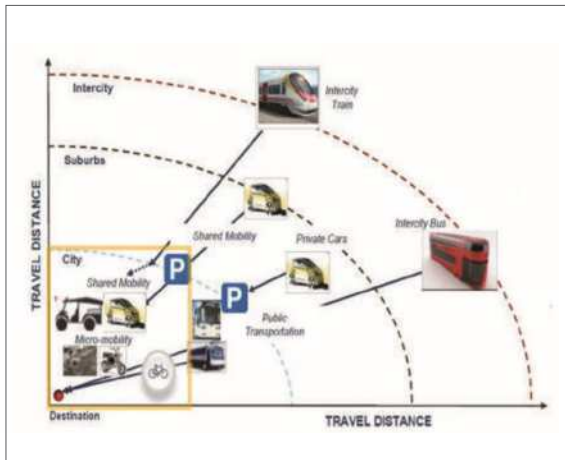 Intercity
Intercity
Train
Suburbs
Shared Mobility
Private Cars
Intercity Bus
City
P
Shared Mobility
P
Public
Transportation
Micro-mobility
Destination
TRAVEL DISTANCE
TRAVEL DISTANCE